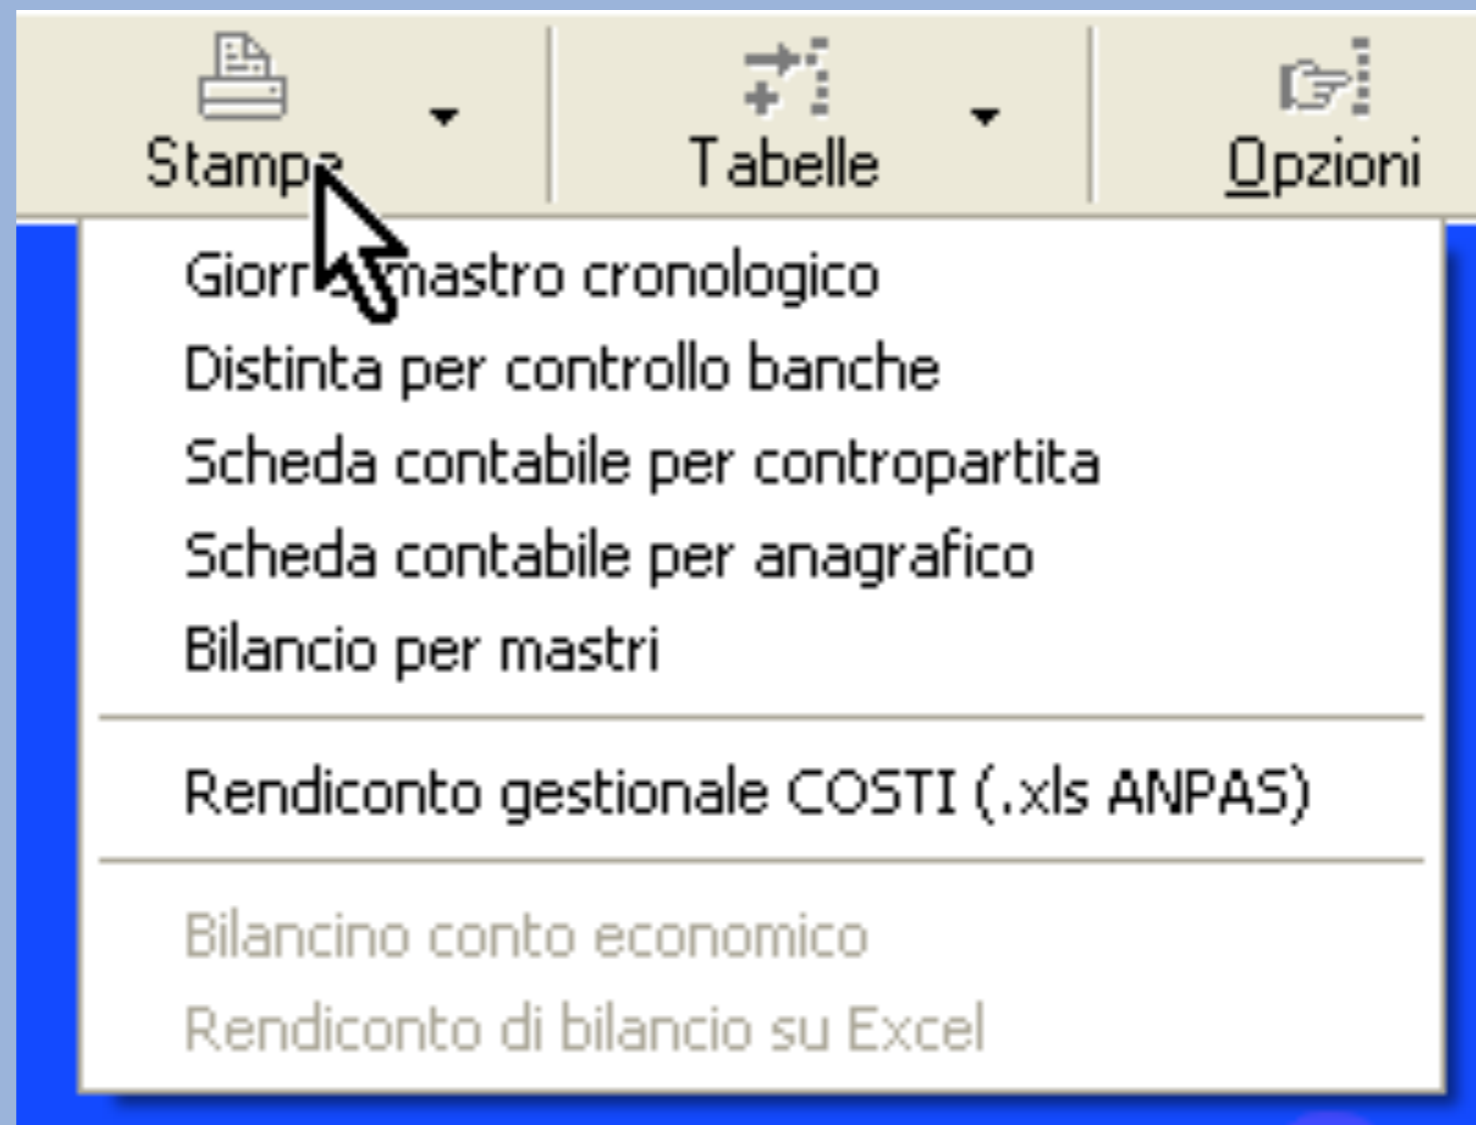 Stampe Tabelle Opzioni
mastro cronologico
Distinta per controllo banche
Scheda contabile per contropartita
Scheda contabile per anagrafico
Bilancio per mastri
Rendiconto gestionale COSTI (.xls ANPAS)
Bilancino conto economico
Rendiconto di bilancio su Excel